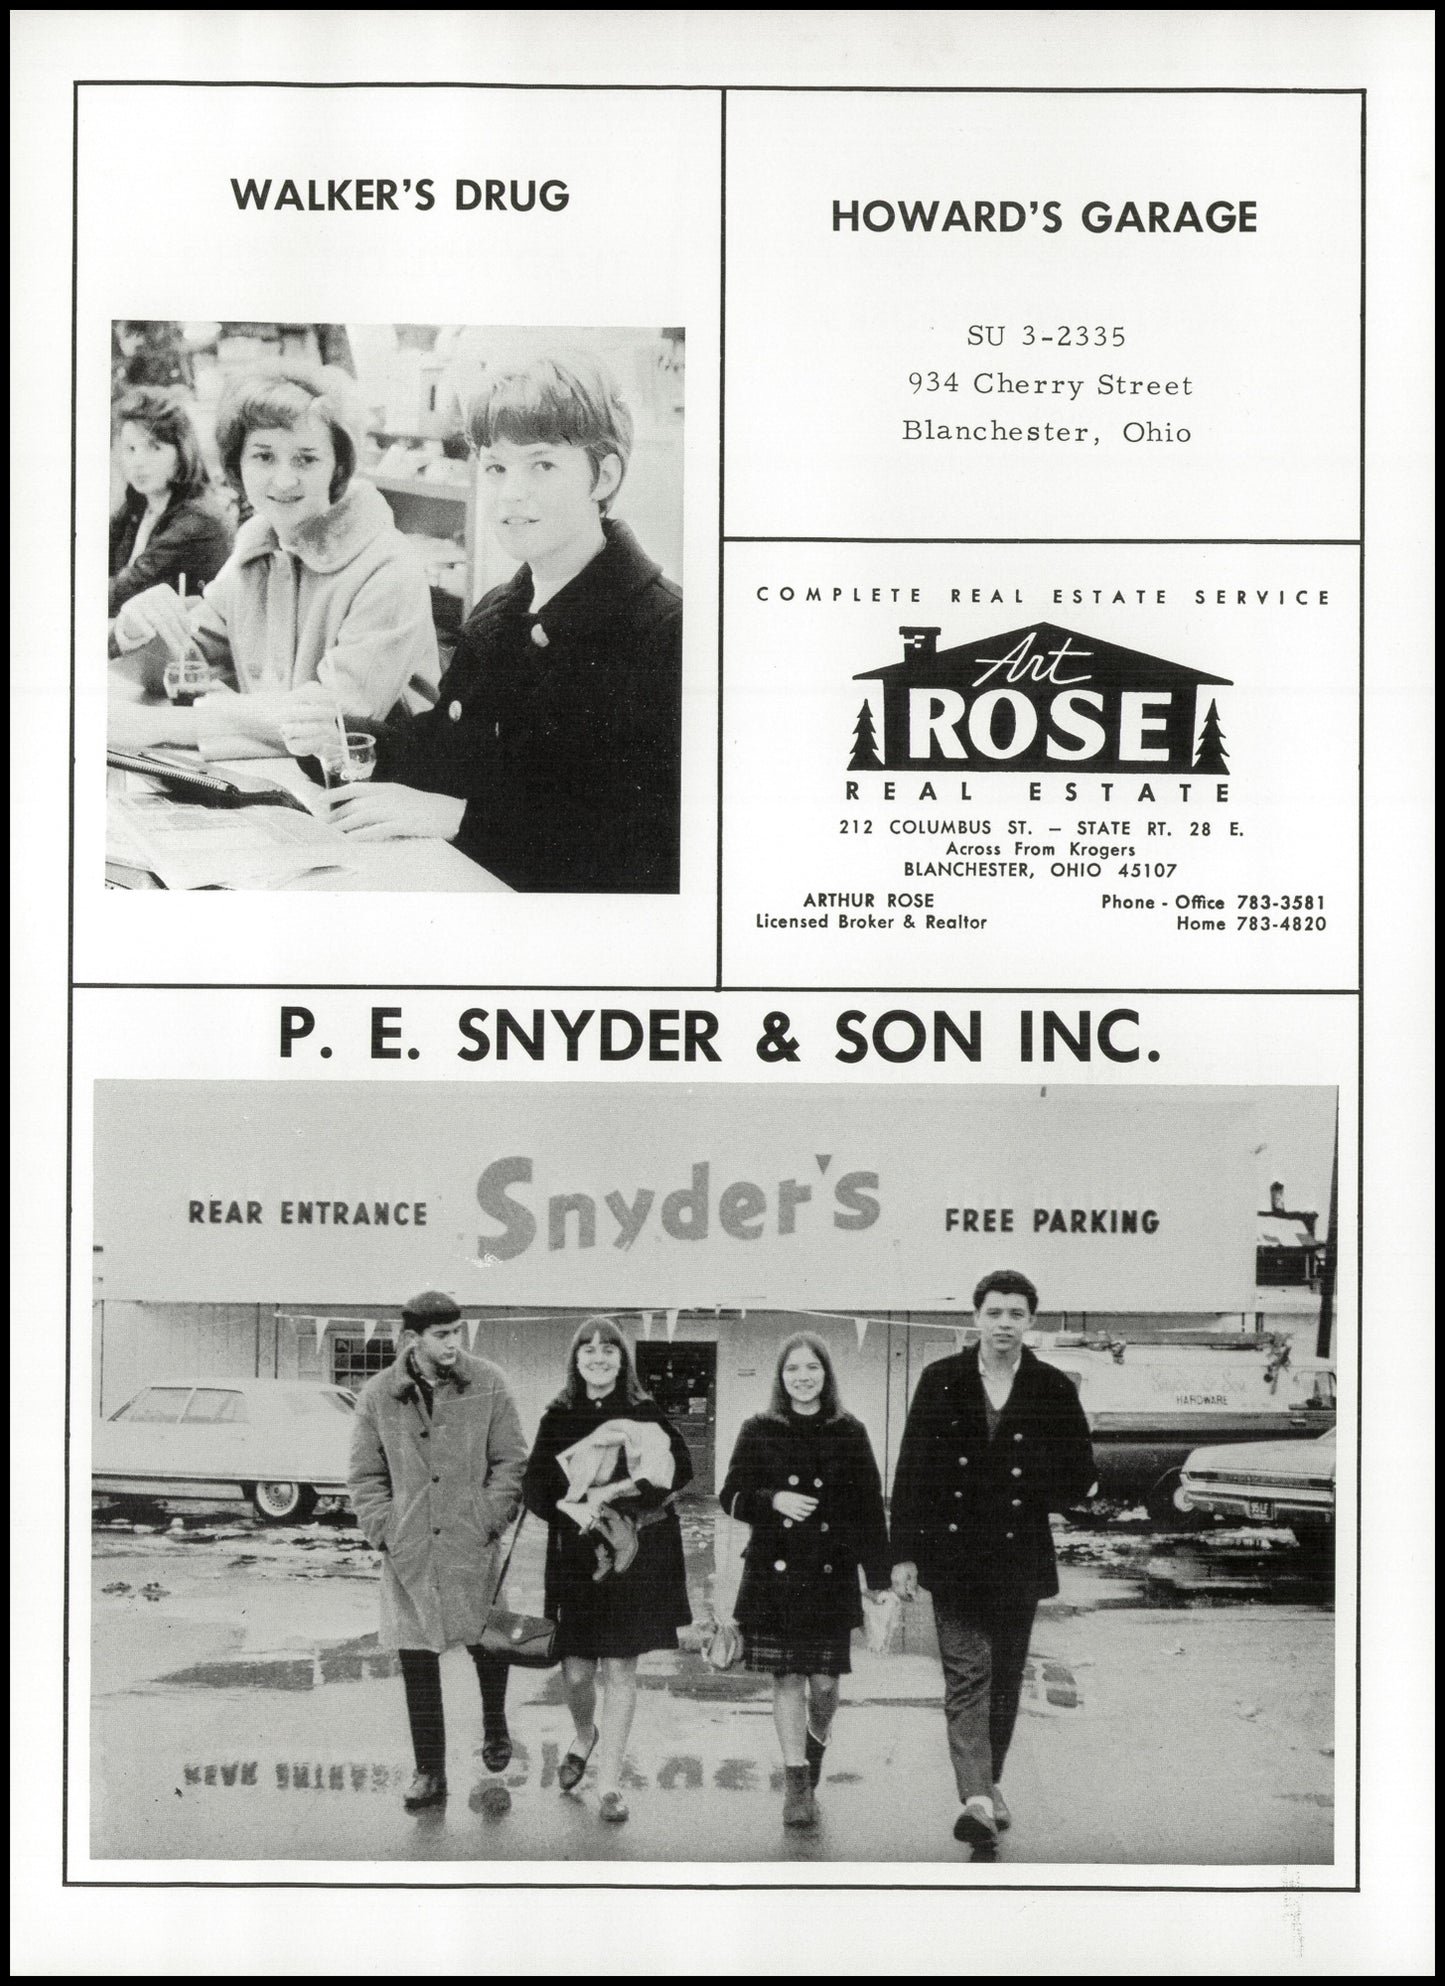 WALKER'S DRUG
HOWARD'S GARAGE
SU 3-2335
934 Cherry Street
Blanchester, Ohio
COMPLETE REAL ESTATE SERVICE
Art
ROSE
REAL ESTATE
212 COLUMBUS ST. – STATE RT. 28 E.
Across From Krogers
BLANCHESTER, OHIO 45107
ARTHUR ROSE
Licensed Broker & Realtor
Phone - Office 783-3581
Home 783-4820
P. E. SNYDER & SON INC.
REAR ENTRANCE
Snyder's
FREE PARKING
HARDWARE